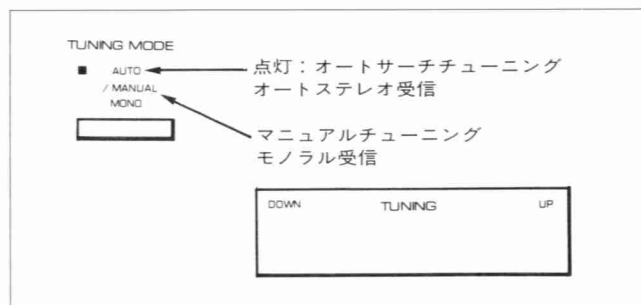 TUNING MODE
AUTO
/ MANUAL
MONO
点灯：オートサーチチューニング
オートステレオ受信
マニュアルチューニング
モノラル受信
DOWN TUNING UP